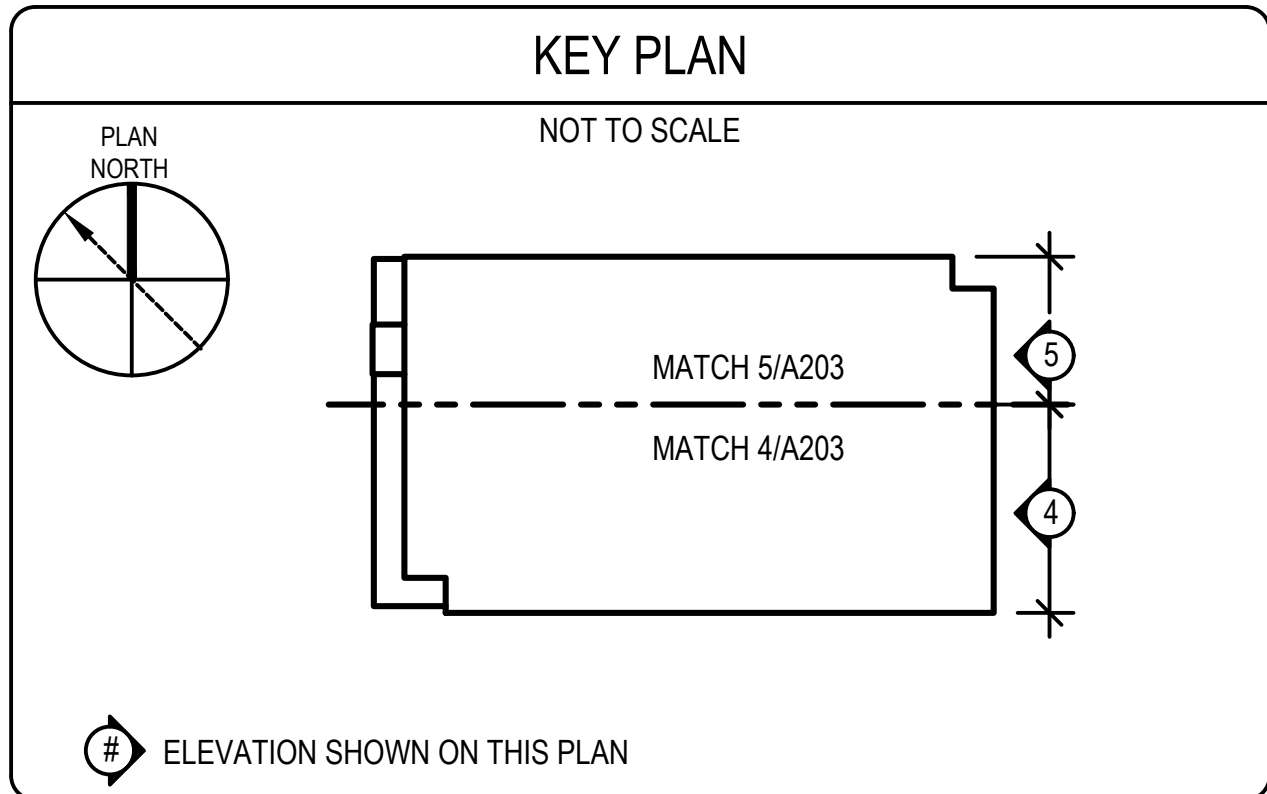 KEY PLAN
NOT TO SCALE
PLAN
NORTH
MATCH 5/A203
5
MATCH 4/A203
4
# ELEVATION SHOWN ON THIS PLAN